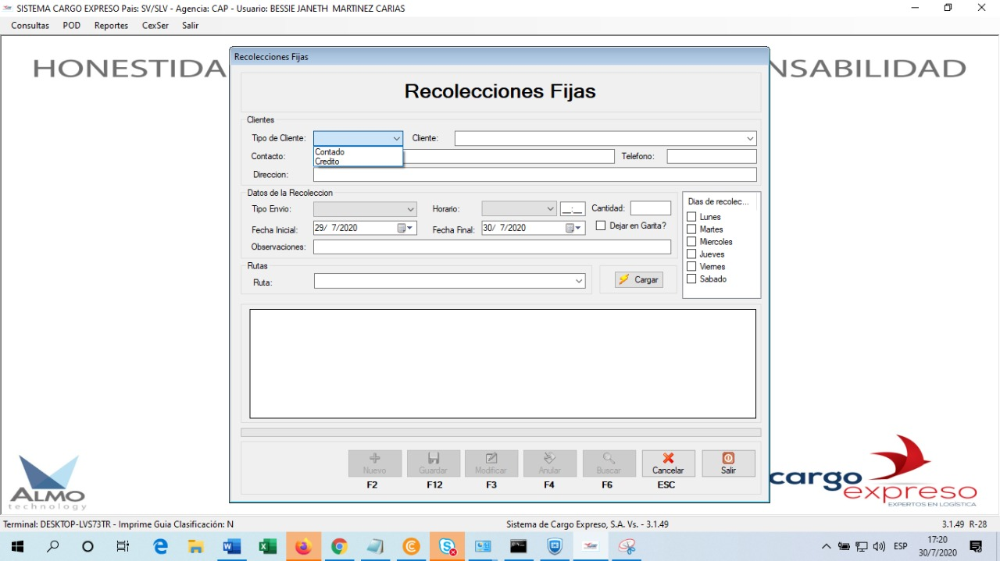 SISTEMA CARGO EXPRESO Pais: SV/SLV - Agencia: CAP - Usuario: BESSIE JANETH  MARTINEZ CARIAS
Consultas POD Reportes CexSer Salir
HONESTIDA NSABILIDAD
Recolecciones Fijas
Recolecciones Fijas
Clientes
Tipo de Cliente: Cliente:
Contado
Credito
Contacto: Telefono:
Direccion:
Datos de la Recoleccion
Tipo Envio: Horario: __:__ Cantidad:
Fecha Inicial: 29/ 7/2020 Fecha Final: 30/ 7/2020 Dejar en Garita?
Observaciones:
Dias de recolec...
Lunes
Martes
Miercoles
Jueves
Viernes
Sabado
Rutas
Ruta: Cargar
Nuevo Guardar Modificar Anular Buscar Cancelar Salir
F2 F12 F3 F4 F6 ESC
ALMO
technology
cargo
expreso
EXPERTOS EN LOGÍSTICA
Terminal: DESKTOP-LVS73TR - Imprime Guia Clasificación: N Sistema de Cargo Expreso, S.A. Vs. - 3.1.49 3.1.49 R-28
ESP 17:20
30/7/2020